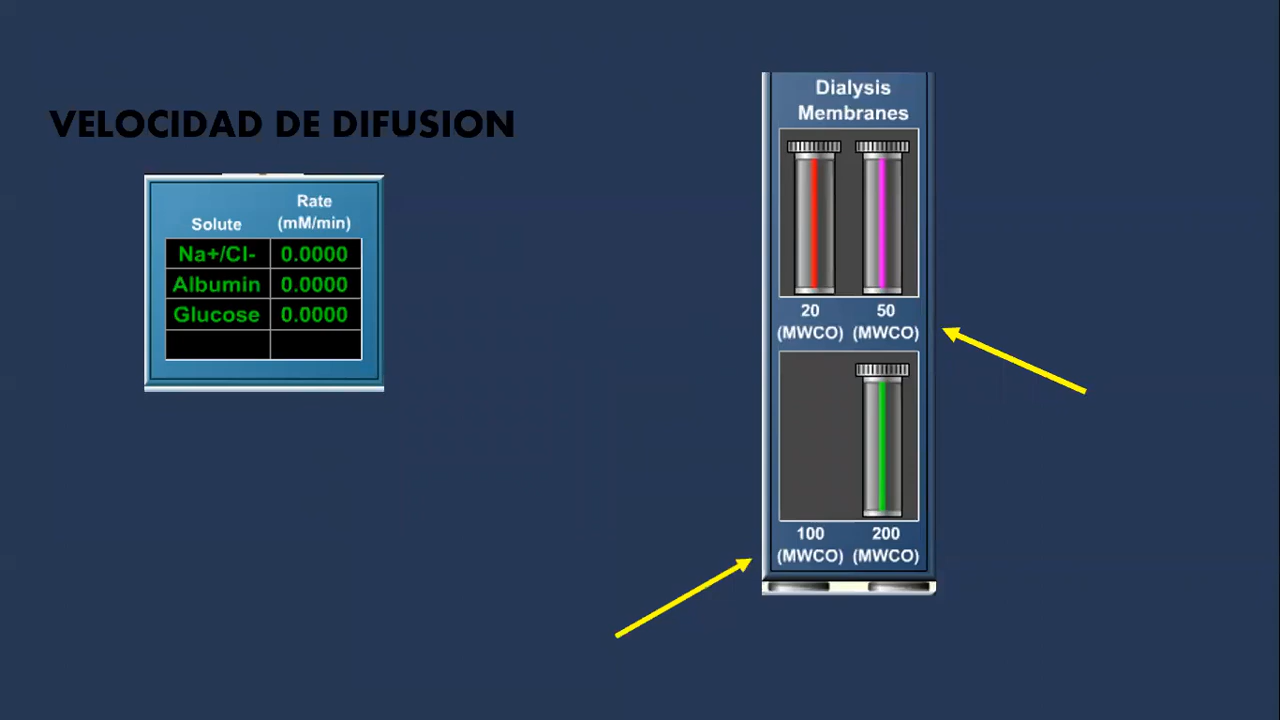 VELOCIDAD DE DIFUSION
Solute Rate (mM/min)
Na+/Cl- 0.0000
Albumin 0.0000
Glucose 0.0000
Dialysis
Membranes
20 50
(MWCO) (MWCO)
100 200
(MWCO) (MWCO)